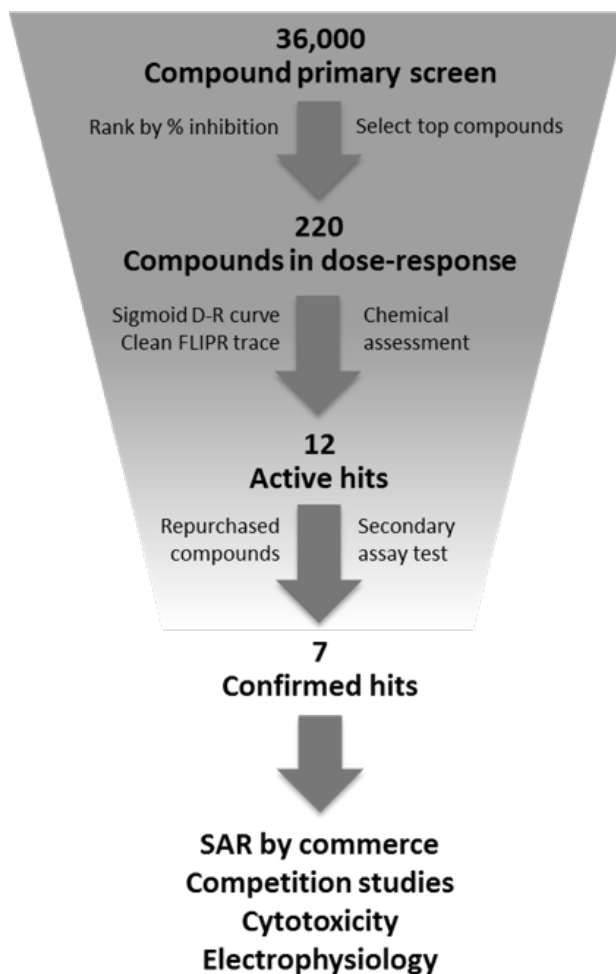 36,000
Compound primary screen
Rank by % inhibition
Select top compounds
220
Compounds in dose-response
Sigmoid D-R curve
Clean FLIPR trace
Chemical
assessment
12
Active hits
Repurchased
compounds
Secondary
assay test
7
Confirmed hits
SAR by commerce
Competition studies
Cytotoxicity
Electrophysiology